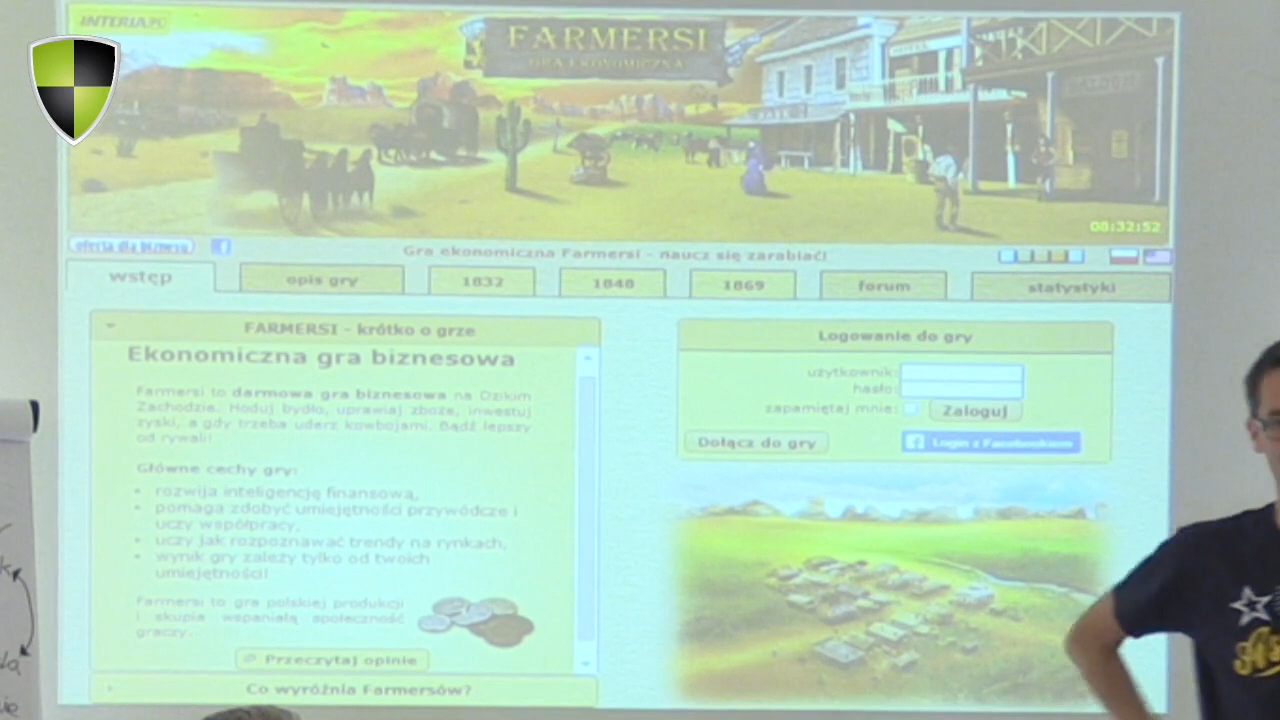 INTERIA.PL
FARMERSI
GRA EKONOMICZNA
HOTEL
08:32:52
oferta dla biznesu
Gra ekonomiczna Farmersi - naucz się zarabiać!
wstęp
opis gry
1832
1848
1869
forum
statystyki
FARMERSI - krótko o grze
Ekonomiczna gra biznesowa
Farmersi to darmowa gra biznesowa na Dzikim
Zachodzie. Hoduj bydło, uprawiaj zboże, inwestuj
zyski, a gdy trzeba uderz kowbojami. Bądź lepszy
od rywali!
Główne cechy gry:
• rozwija inteligencję finansową,
• pomaga zdobyć umiejętności przywódcze i
uczy współpracy,
• uczy jak rozpoznawać trendy na rynkach,
• wynik gry zależy tylko od twoich
umiejętności!
Farmersi to gra polskiej produkcji
i skupia wspaniałą społeczność
graczy.
Przeczytaj opinie
Co wyróżnia Farmersów?
Logowanie do gry
użytkownik:
hasło:
zapamiętaj mnie:
Zaloguj
Dołącz do gry
Login z Facebookiem